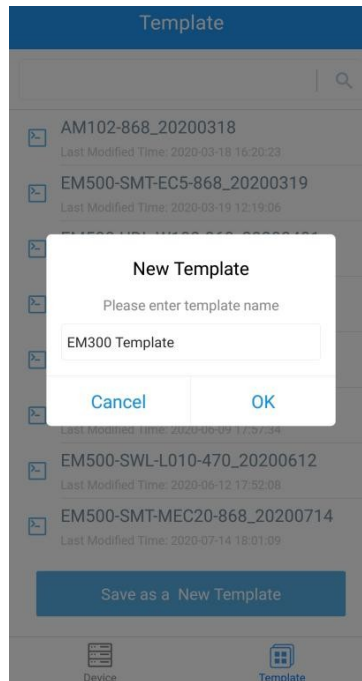 Template
AM102-868_20200318
Last Modified Time: 2020-03-18 16:20:23
EM500-SMT-EC5-868_20200319
Last Modified Time: 2020-03-19 12:19:06
New Template
Please enter template name
EM300 Template
Cancel
OK
Last Modified Time: 2020-06-09 17:57:34
EM500-SWL-L010-470_20200612
Last Modified Time: 2020-06-12 17:52:08
EM500-SMT-MEC20-868_20200714
Last Modified Time: 2020-07-14 18:01:09
Save as a New Template
Device
Template